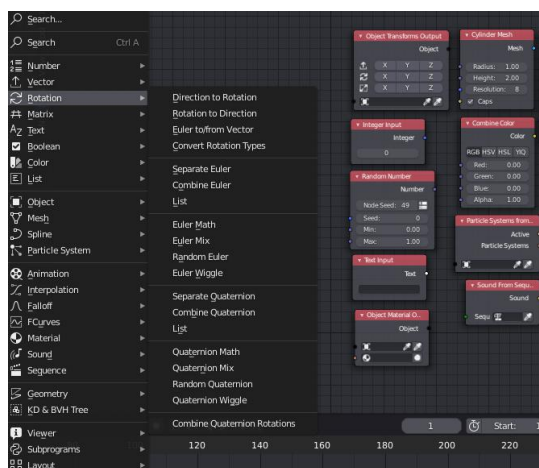 Search...
Search Ctrl A
Number
Vector
Rotation
Matrix
Text
Boolean
Color
List
Object
Mesh
Spline
Particle System
Animation
Interpolation
Falloff
FCurves
Material
Sound
Sequence
Geometry
KD & BVH Tree
Viewer
Subprograms
Layout
Direction to Rotation
Rotation to Direction
Euler to/from Vector
Convert Rotation Types
Separate Euler
Combine Euler
List
Euler Math
Euler Mix
Random Euler
Euler Wiggle
Separate Quaternion
Combine Quaternion
List
Quaternion Math
Quaternion Mix
Random Quaternion
Quaternion Wiggle
Combine Quaternion Rotations
Object Transforms Output
Object
X Y Z
X Y Z
X Y Z
Integer Input
Integer
0
Random Number
Number
Node Seed: 49
Seed: 0
Min: 0.00
Max: 1.00
Text Input
Text
Object Material O...
Object
Cylinder Mesh
Mesh
Radius: 1.00
Height: 2.00
Resolution: 8
Caps
Combine Color
Color
RGB HSV HSL YIQ
Red: 0.00
Green: 0.00
Blue: 0.00
Alpha: 1.00
Particle Systems from..
Active
Particle Systems
Sound From Sequ..
Sound
Sequ
1 Start: 1
120 140 160 180 200 220